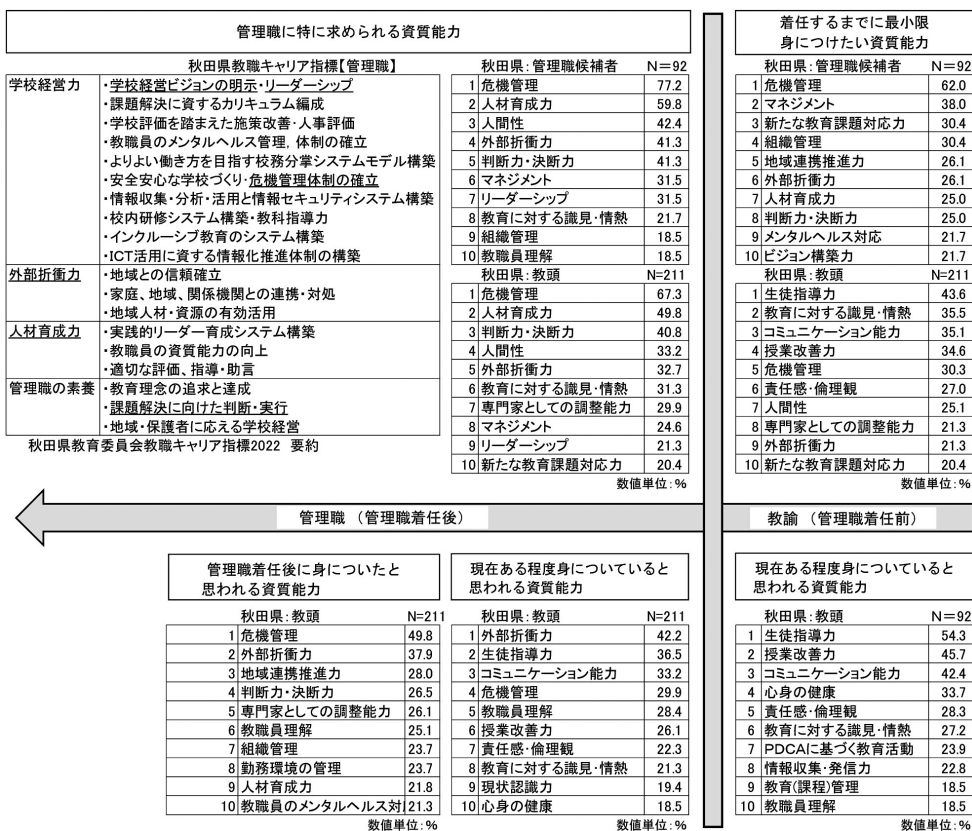 管理職に特に求められる資質能力
秋田県教職キャリア指標【管理職】
学校経営力
・学校経営ビジョンの明示・リーダーシップ
・課題解決に資するカリキュラム編成
・学校評価を踏まえた施策改善・人事評価
・教職員のメンタルヘルス管理, 体制の確立
・よりよい働き方を目指す校務分掌システムモデル構築
・安全安心な学校づくり・危機管理体制の確立
・情報収集・分析・活用と情報セキュリティシステム構築
・校内研修システム構築・教科指導力
・インクルーシブ教育のシステム構築
・ICT活用に資する情報化推進体制の構築
外部折衝力
・地域との信頼確立
・家庭、地域、関係機関との連携・対処
・地域人材・資源の有効活用
人材育成力
・実践的リーダー育成システム構築
・教職員の資質能力の向上
・適切な評価、指導・助言
管理職の素養
・教育理念の追求と達成
・課題解決に向けた判断・実行
・地域・保護者に応える学校経営
秋田県教育委員会教職キャリア指標2022 要約
秋田県:管理職候補者 N=92
1 危機管理 77.2
2 人材育成力 59.8
3 人間性 42.4
4 外部折衝力 41.3
5 判断力・決断力 41.3
6 マネジメント 31.5
7 リーダーシップ 31.5
8 教育に対する識見・情熱 21.7
9 組織管理 18.5
10 教職員理解 18.5
秋田県:教頭 N=211
1 危機管理 67.3
2 人材育成力 49.8
3 判断力・決断力 40.8
4 人間性 33.2
5 外部折衝力 32.7
6 教育に対する識見・情熱 31.3
7 専門家としての調整能力 29.9
8 マネジメント 24.6
9 リーダーシップ 21.3
10 新たな教育課題対応力 20.4
数値単位:%
着任するまでに最小限
身につけたい資質能力
秋田県:管理職候補者 N=92
1 危機管理 62.0
2 マネジメント 38.0
3 新たな教育課題対応力 30.4
4 組織管理 30.4
5 地域連携推進力 26.1
6 外部折衝力 26.1
7 人材育成力 25.0
8 判断力・決断力 25.0
9 メンタルヘルス対応 21.7
10 ビジョン構築力 21.7
秋田県:教頭 N=211
1 生徒指導力 43.6
2 教育に対する識見・情熱 35.5
3 コミュニケーション能力 35.1
4 授業改善力 34.6
5 危機管理 30.3
6 責任感・倫理観 27.0
7 人間性 25.1
8 専門家としての調整能力 21.3
9 外部折衝力 21.3
10 新たな教育課題対応力 20.4
数値単位:%
管理職 (管理職着任後)
教諭 (管理職着任前)
管理職着任後に身についたと
思われる資質能力
秋田県:教頭 N=211
1 危機管理 49.8
2 外部折衝力 37.9
3 地域連携推進力 28.0
4 判断力・決断力 26.5
5 専門家としての調整能力 26.1
6 教職員理解 25.1
7 組織管理 23.7
8 勤務環境の管理 23.7
9 人材育成力 21.8
10 教職員のメンタルヘルス対 21.3
数値単位:%
現在ある程度身についていると
思われる資質能力
秋田県:教頭 N=211
1 外部折衝力 42.2
2 生徒指導力 36.5
3 コミュニケーション能力 33.2
4 危機管理 29.9
5 教職員理解 28.4
6 授業改善力 26.1
7 責任感・倫理観 22.3
8 教育に対する識見・情熱 21.3
9 現状認識力 19.4
10 心身の健康 18.5
数値単位:%
現在ある程度身についていると
思われる資質能力
秋田県:教頭 N=92
1 生徒指導力 54.3
2 授業改善力 45.7
3 コミュニケーション能力 42.4
4 心身の健康 33.7
5 責任感・倫理観 28.3
6 教育に対する識見・情熱 27.2
7 PDCAに基づく教育活動 23.9
8 情報収集・発信力 22.8
9 教育(課程)管理 18.5
10 教職員理解 18.5
数値単位:%